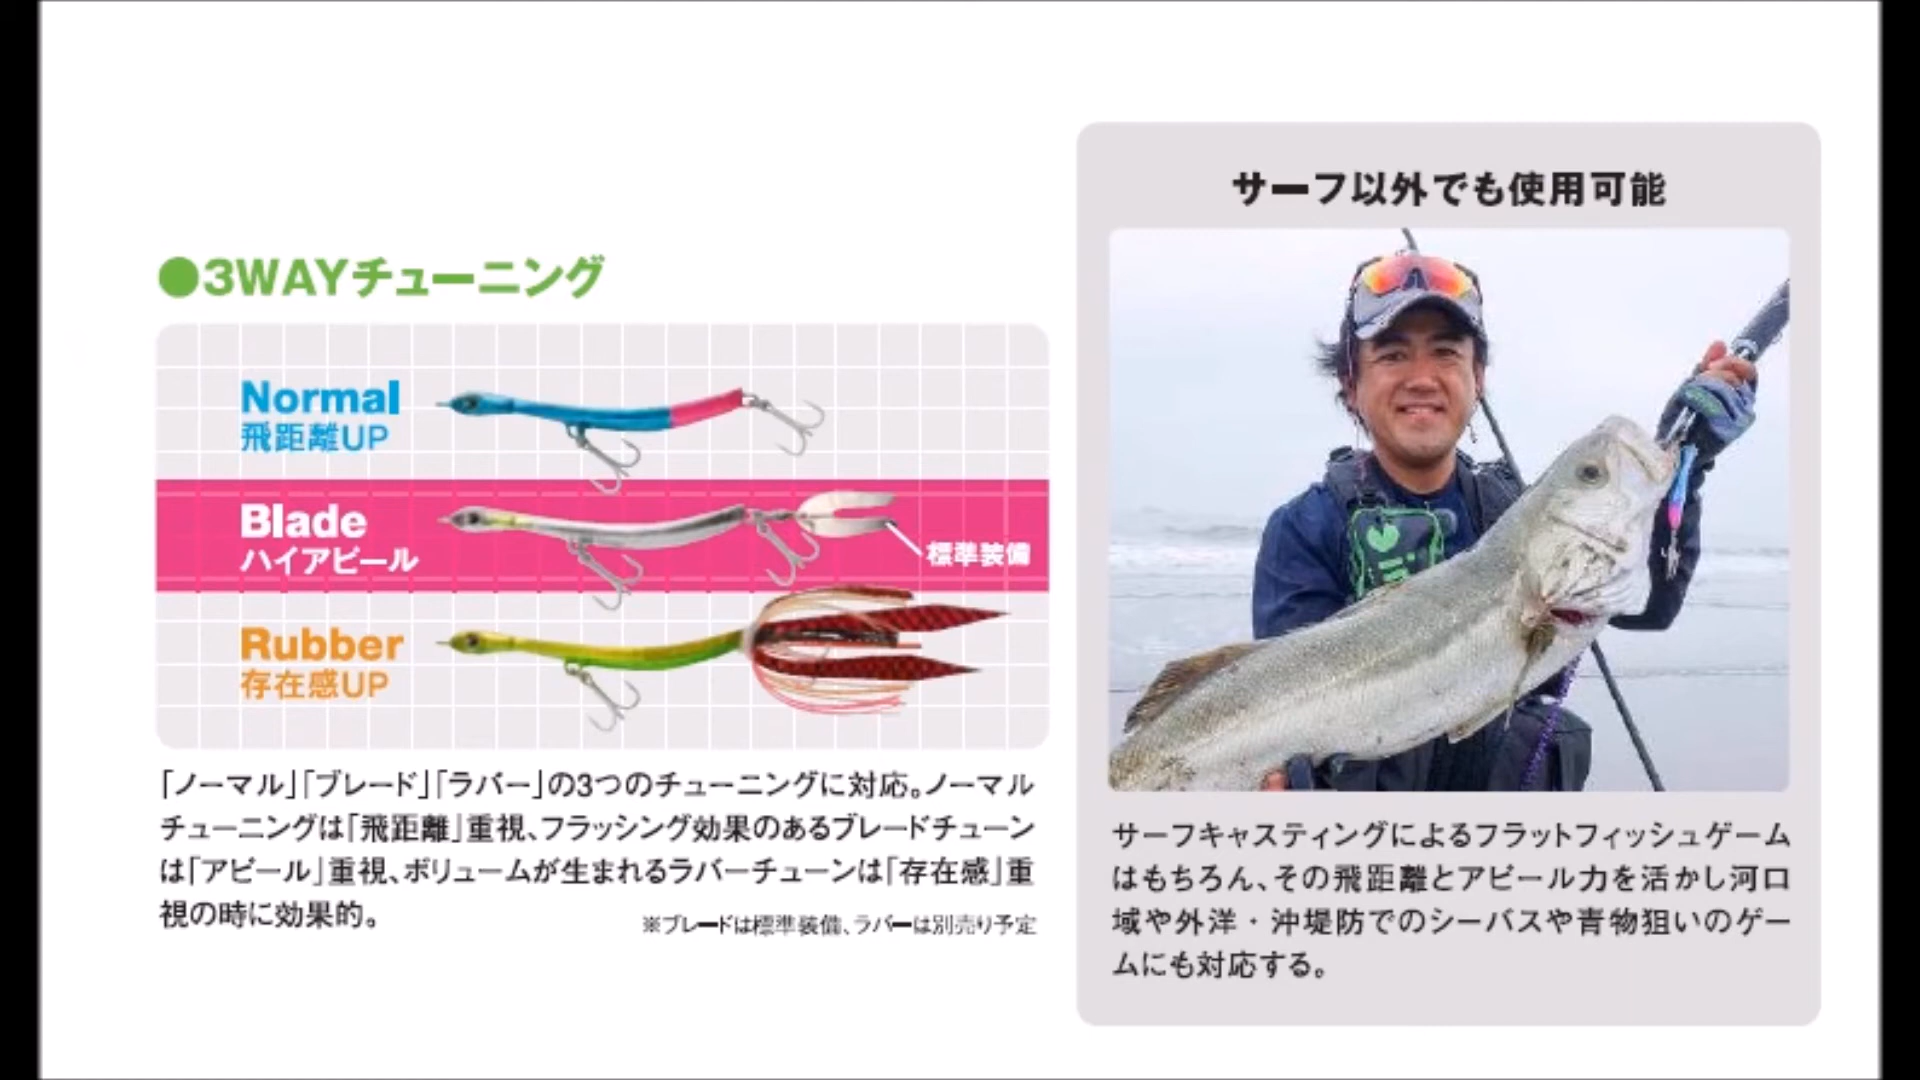 ●3WAYチューニング
Normal
飛距離UP
Blade
ハイアピール
標準装備
Rubber
存在感UP
「ノーマル」「ブレード」「ラバー」の3つのチューニングに対応。ノーマル
チューニングは「飛距離」重視、フラッシング効果のあるブレードチューン
は「アピール」重視、ボリュームが生まれるラバーチューンは「存在感」重
視の時に効果的。
※ブレードは標準装備、ラバーは別売り予定
サーフ以外でも使用可能
サーフキャスティングによるフラットフィッシュゲーム
はもちろん、その飛距離とアピール力を活かし河口
域や外洋・沖堤防でのシーバスや青物狙いのゲー
ムにも対応する。